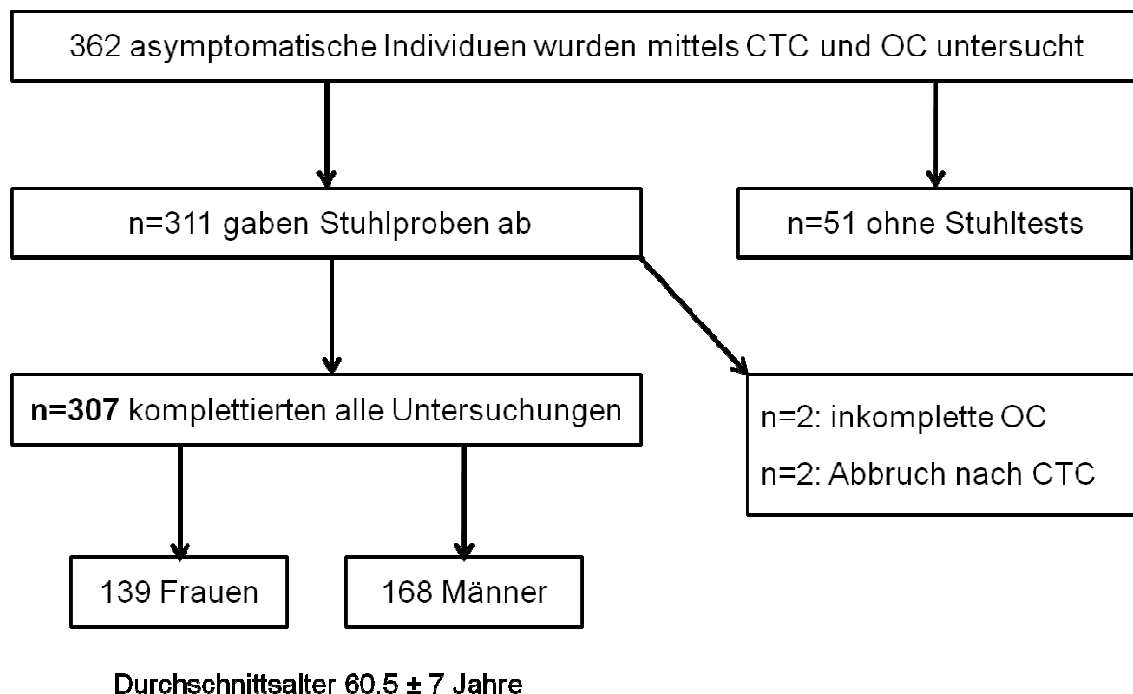 362 asymptomatische Individuen wurden mittels CTC und OC untersucht
n=311 gaben Stuhlproben ab
n=51 ohne Stuhltests
n=307 komplettierten alle Untersuchungen
n=2: inkomplette OC
n=2: Abbruch nach CTC
139 Frauen
168 Männer
Durchschnittsalter 60.5 ± 7 Jahre